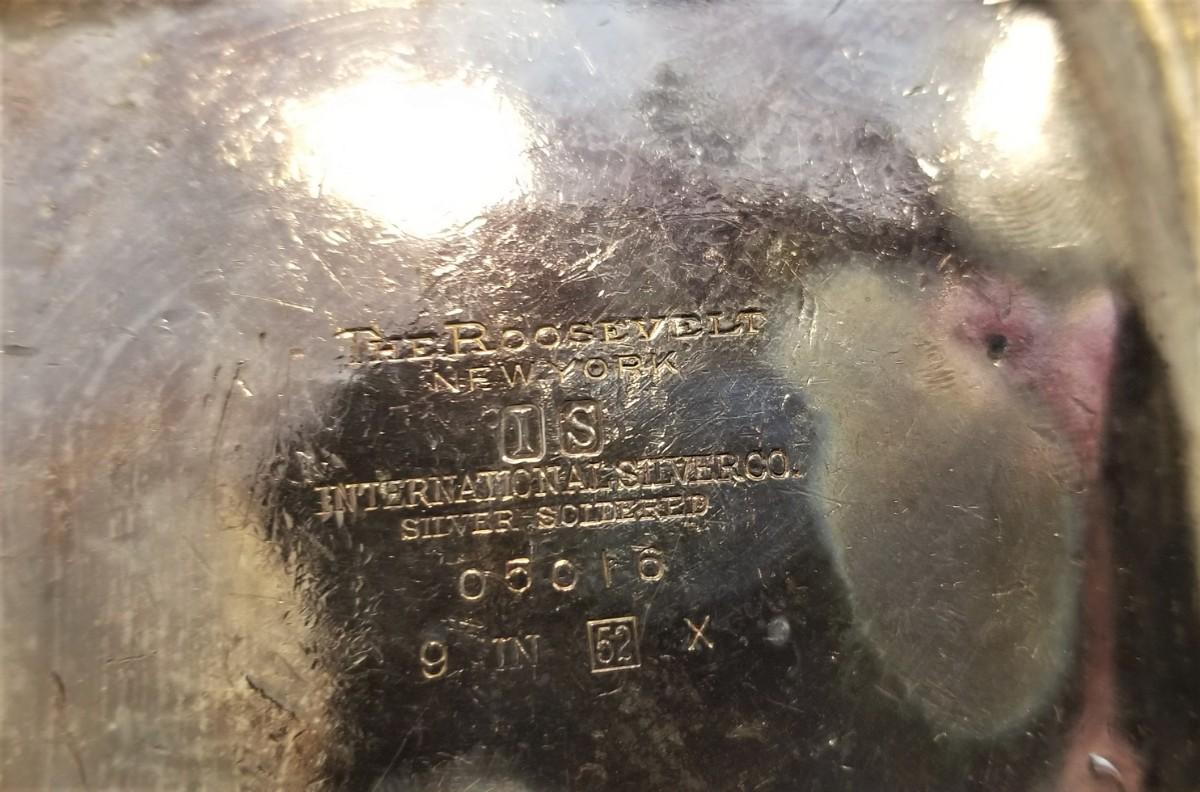 THE ROOSEVELT
NEW YORK
I S
INTERNATIONAL SILVER CO.
SILVER SOLDERED
05016
9 IN 52 X